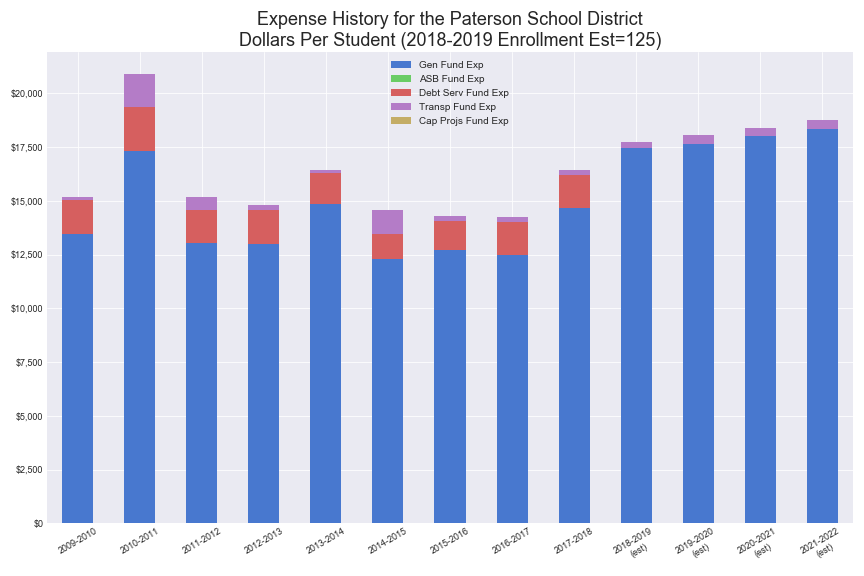 Expense History for the Paterson School District
Dollars Per Student (2018-2019 Enrollment Est=125)
Gen Fund Exp
ASB Fund Exp
Debt Serv Fund Exp
Transp Fund Exp
Cap Projs Fund Exp
$20,000
$17,500
$15,000
$12,500
$10,000
$7,500
$5,000
$2,500
$0
2009-2010
2010-2011
2011-2012
2012-2013
2013-2014
2014-2015
2015-2016
2016-2017
2017-2018
2018-2019
(est)
2019-2020
(est)
2020-2021
(est)
2021-2022
(est)